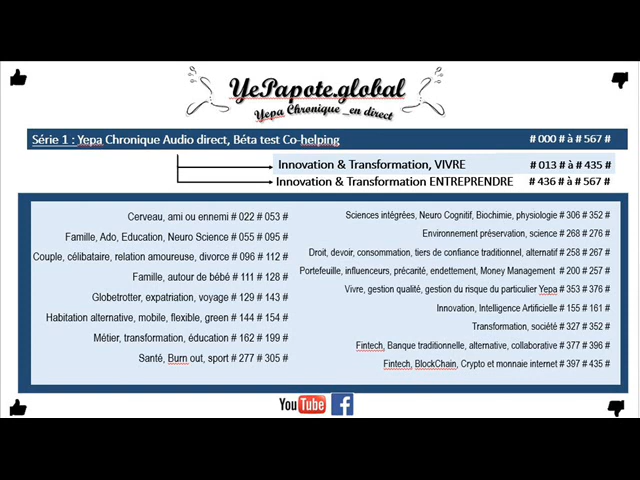 YePapote.global
Yepa Chronique _en direct
Série 1 : Yepa Chronique Audio direct, Béta test Co-helping # 000 # à # 567 #
Innovation & Transformation, VIVRE # 013 # à # 435 #
Innovation & Transformation ENTREPRENDRE # 436 # à # 567 #
Cerveau, ami ou ennemi # 022 # 053 #
Famille, Ado, Education, Neuro Science # 055 # 095 #
Couple, célibataire, relation amoureuse, divorce # 096 # 112 #
Famille, autour de bébé # 111 # 128 #
Globetrotter, expatriation, voyage # 129 # 143 #
Habitation alternative, mobile, flexible, green # 144 # 154 #
Métier, transformation, éducation # 162 # 199 #
Santé, Burn out, sport # 277 # 305 #
Sciences intégrées, Neuro Cognitif, Biochimie, physiologie # 306 # 352 #
Environnement préservation, science # 268 # 276 #
Droit, devoir, consommation, tiers de confiance traditionnel, alternatif # 258 # 267 #
Portefeuille, influenceurs, précarité, endettement, Money Management # 200 # 257 #
Vivre, gestion qualité, gestion du risque du particulier Yepa # 353 # 376 #
Innovation, Intelligence Artificielle # 155 # 161 #
Transformation, société # 327 # 352 #
Fintech, Banque traditionnelle, alternative, collaborative # 377 # 396 #
Fintech, BlockChain, Crypto et monnaie internet # 397 # 435 #
YouTube f